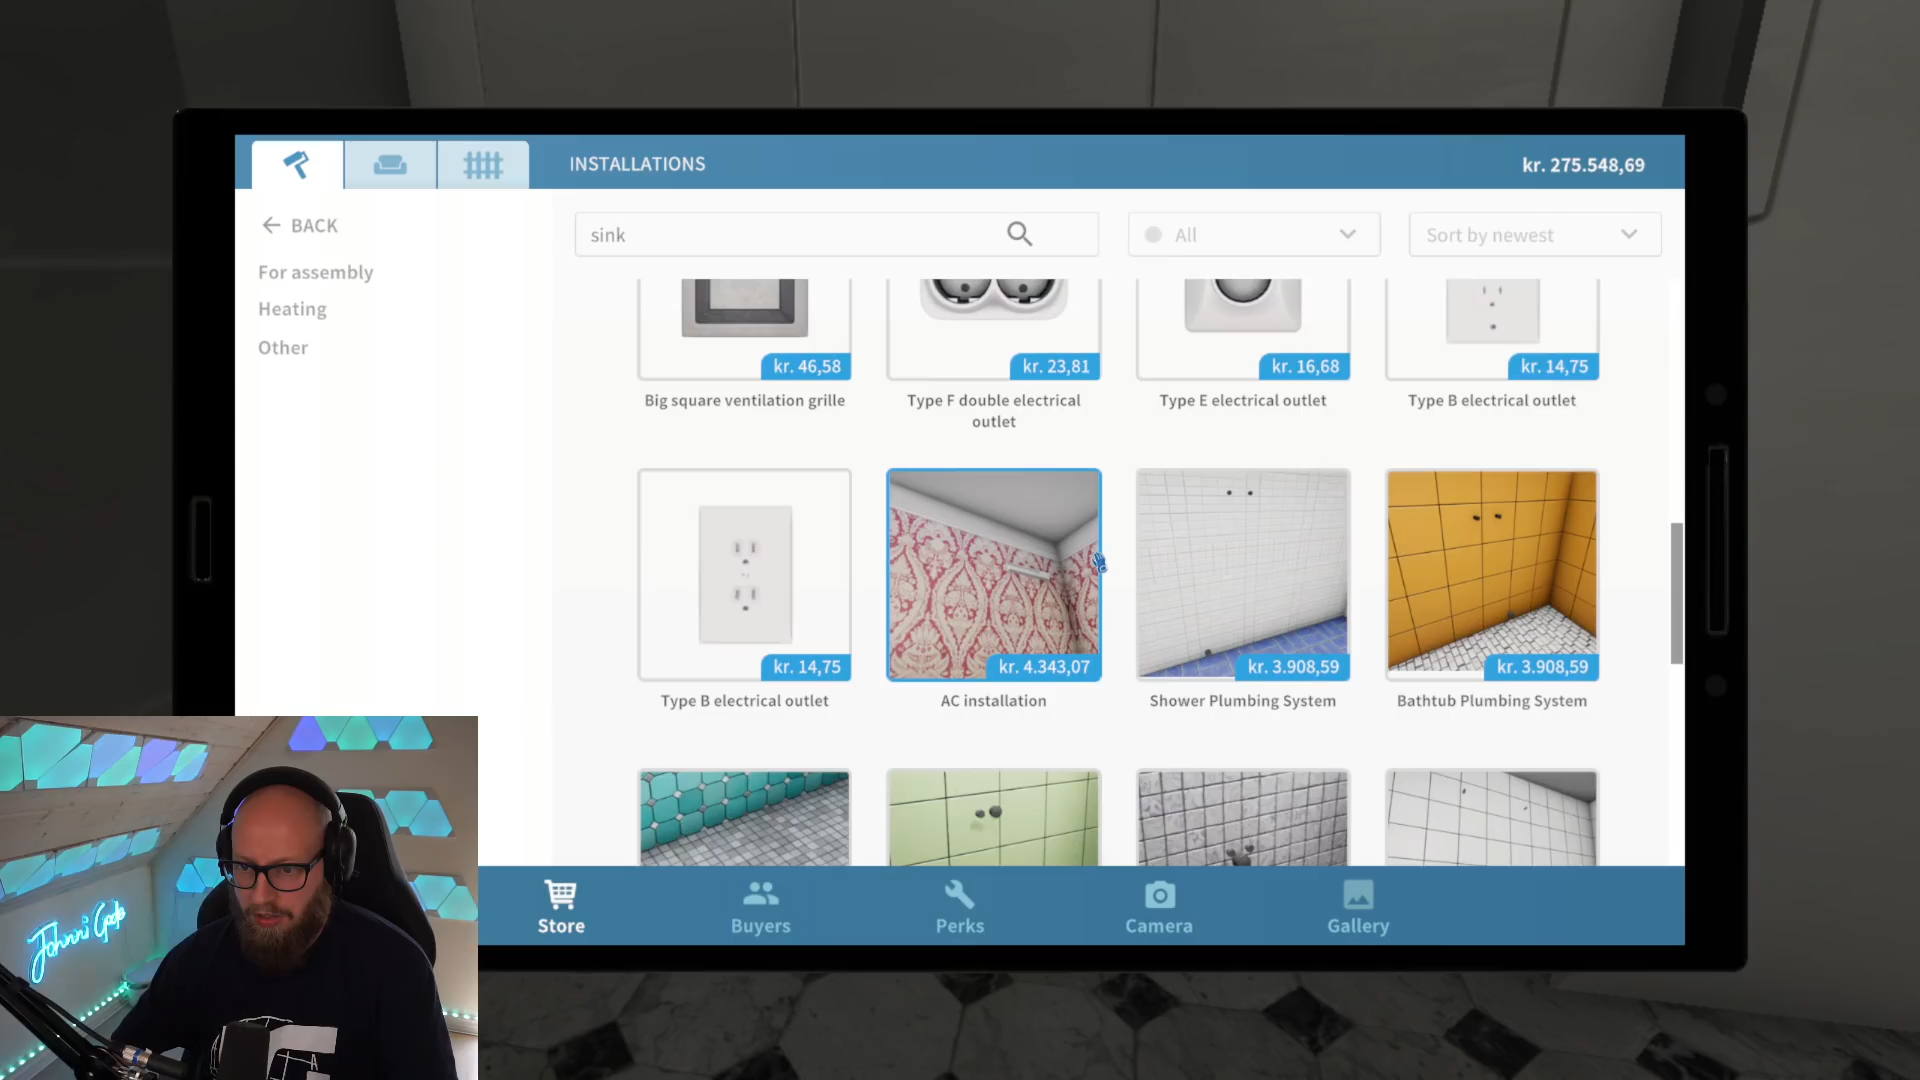 INSTALLATIONS
kr. 275.548,69
BACK
sink
All
Sort by newest
For assembly
Heating
Other
kr. 46,58
kr. 23,81
kr. 16,68
kr. 14,75
Big square ventilation grille
Type F double electrical
outlet
Type E electrical outlet
Type B electrical outlet
kr. 14,75
kr. 4.343,07
kr. 3.908,59
kr. 3.908,59
Type B electrical outlet
AC installation
Shower Plumbing System
Bathtub Plumbing System
Store
Buyers
Perks
Camera
Gallery